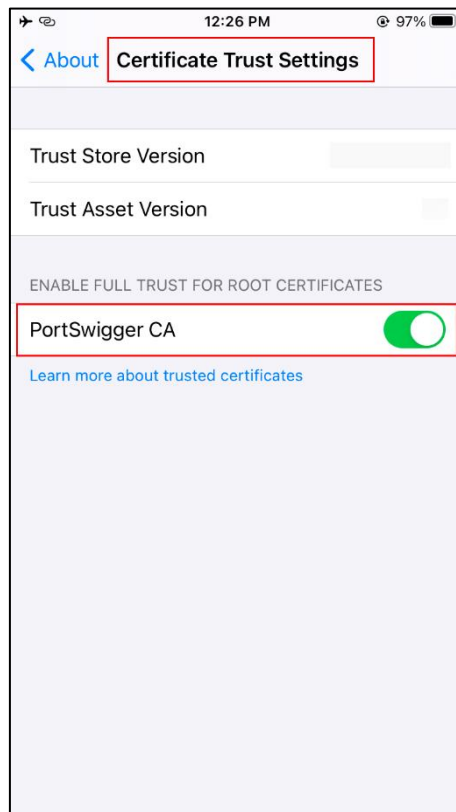 12:26 PM
97%
About Certificate Trust Settings
Trust Store Version
Trust Asset Version
ENABLE FULL TRUST FOR ROOT CERTIFICATES
PortSwigger CA
Learn more about trusted certificates